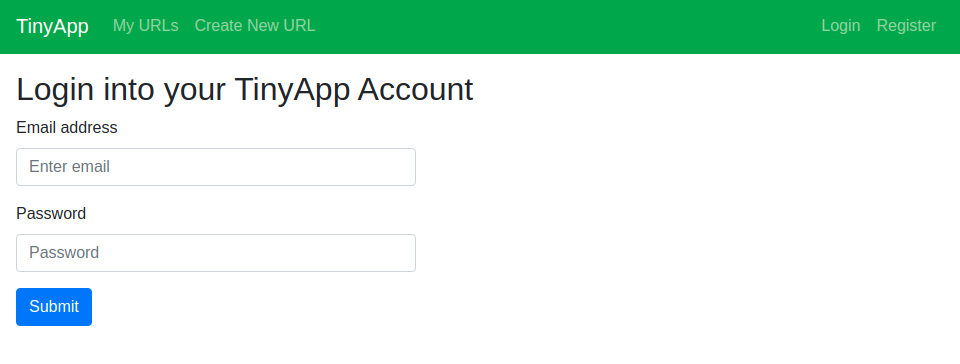 TinyApp My URLs Create New URL Login Register
Login into your TinyApp Account
Email address
Enter email
Password
Password
Submit